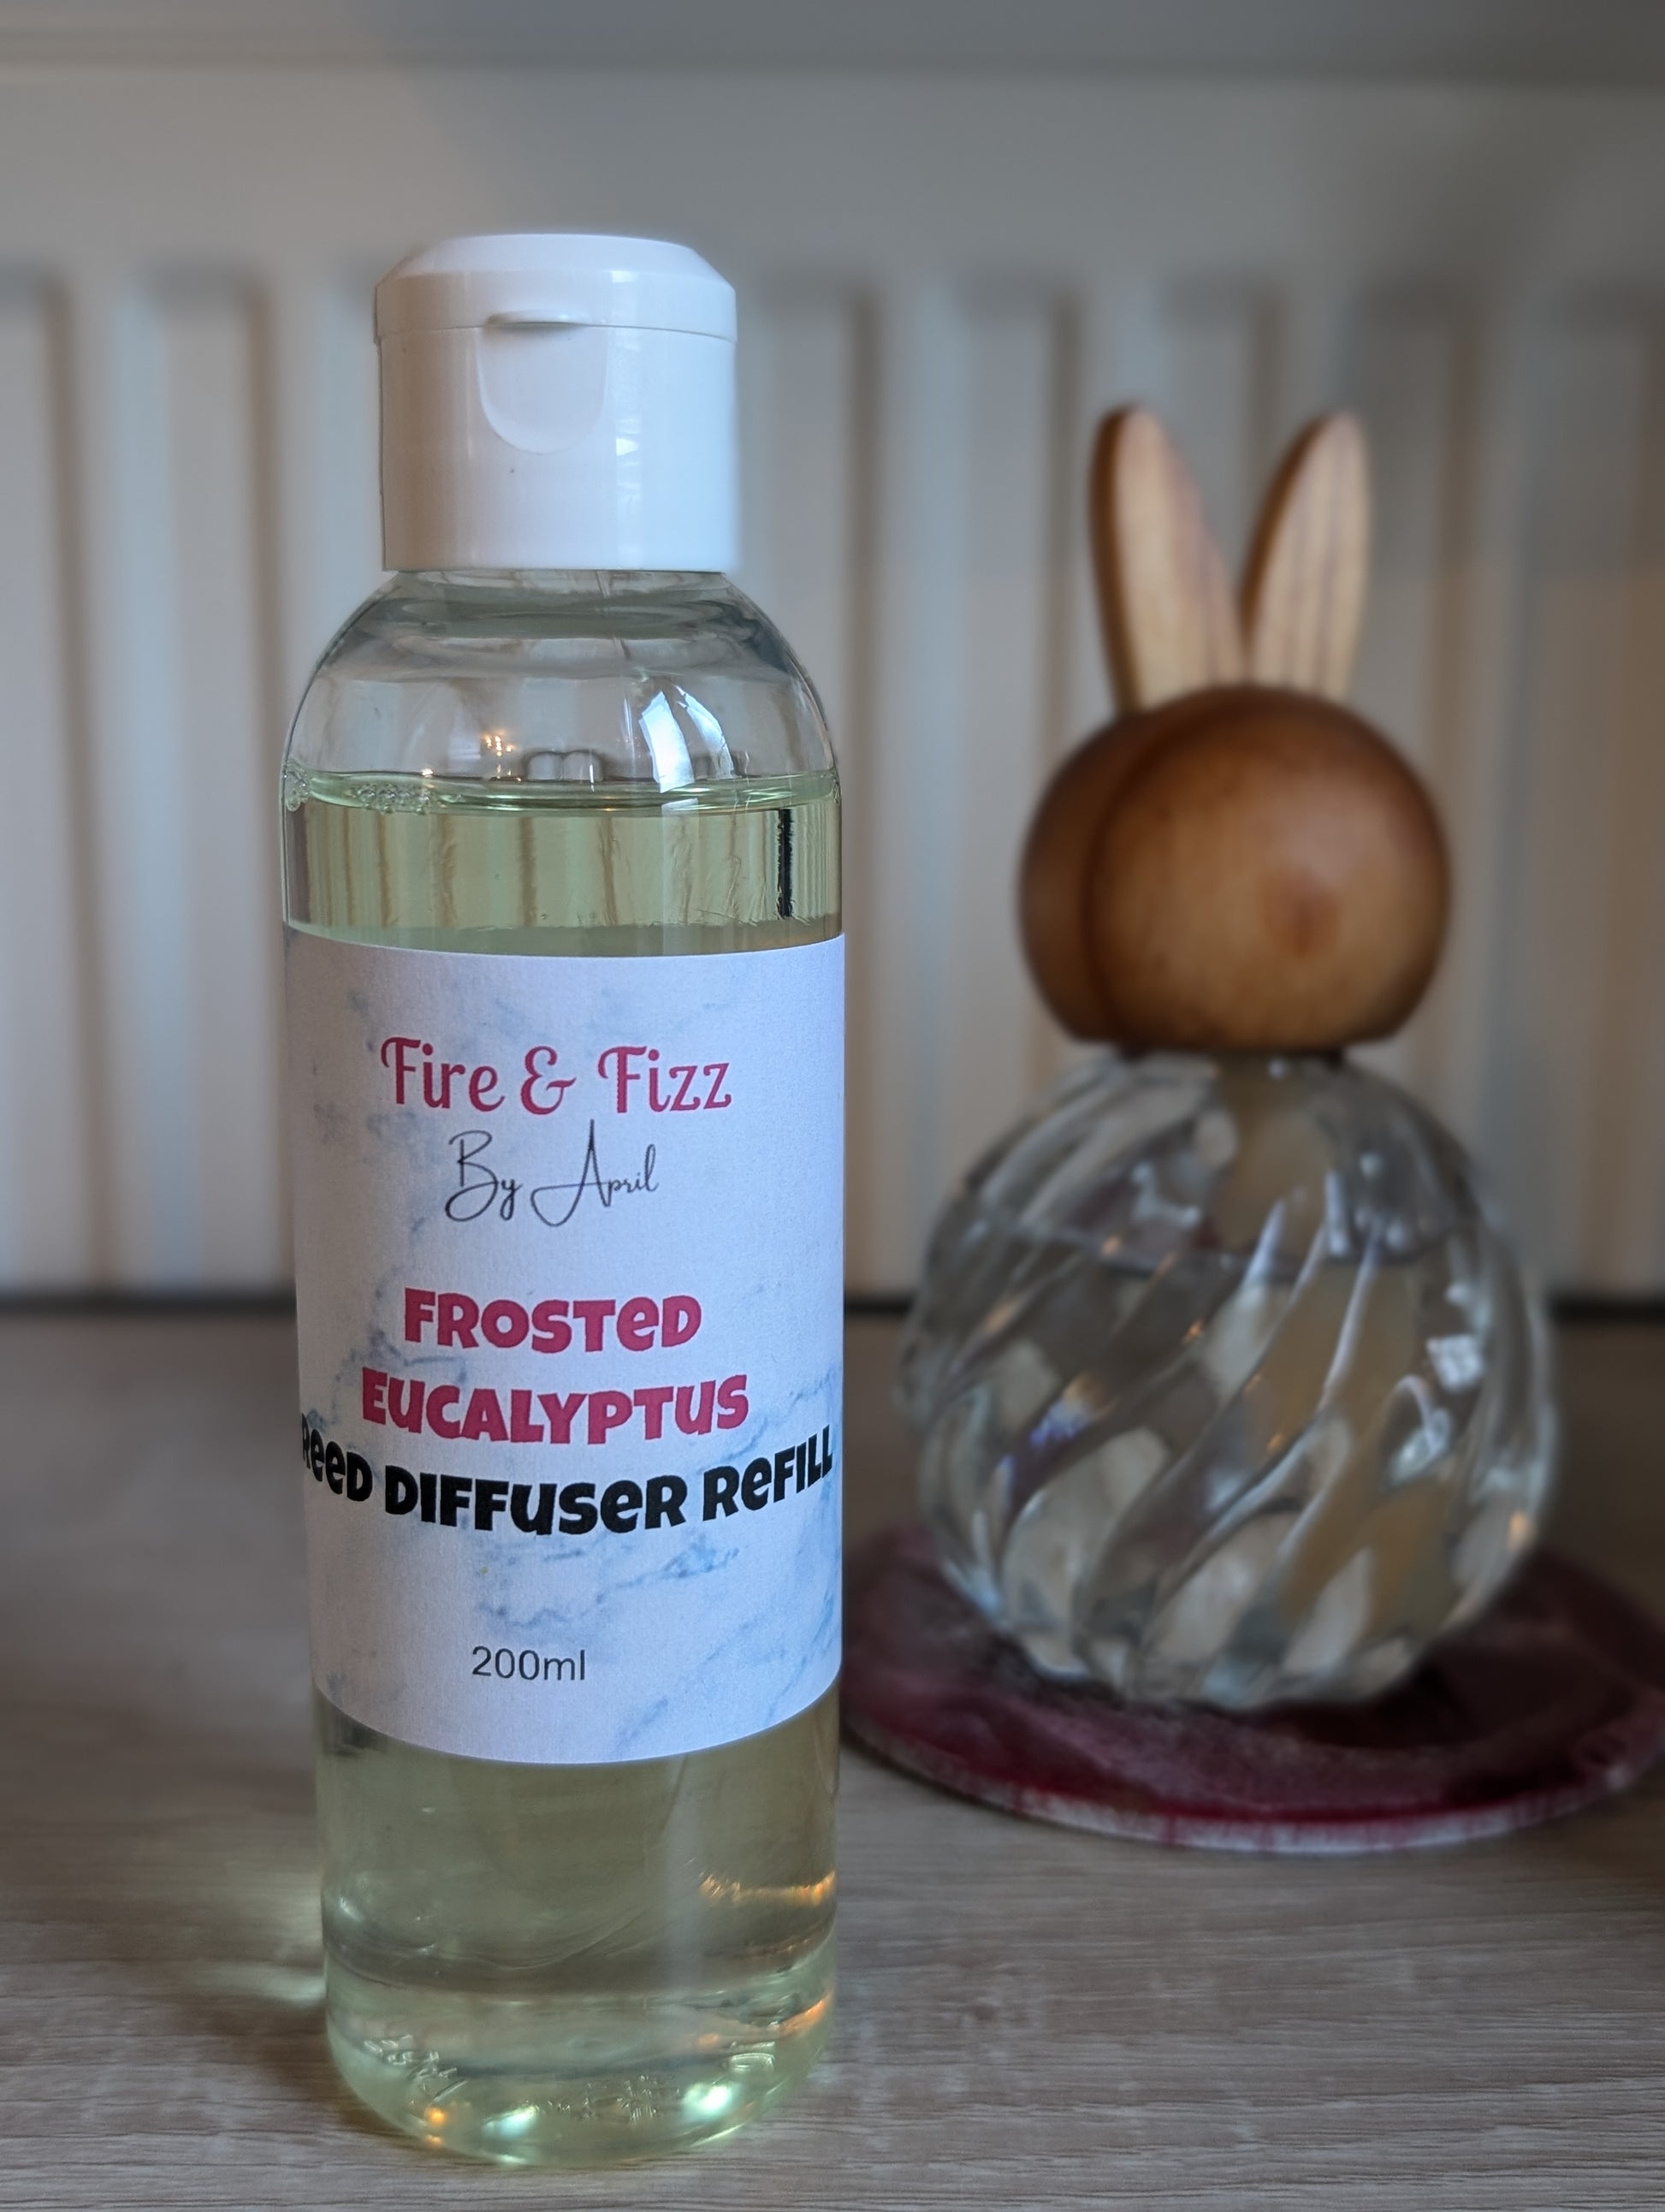 Fire & Fizz
By April
FROSTED
EUCALYPTUS
REED DIFFUSER REFILL
200ml